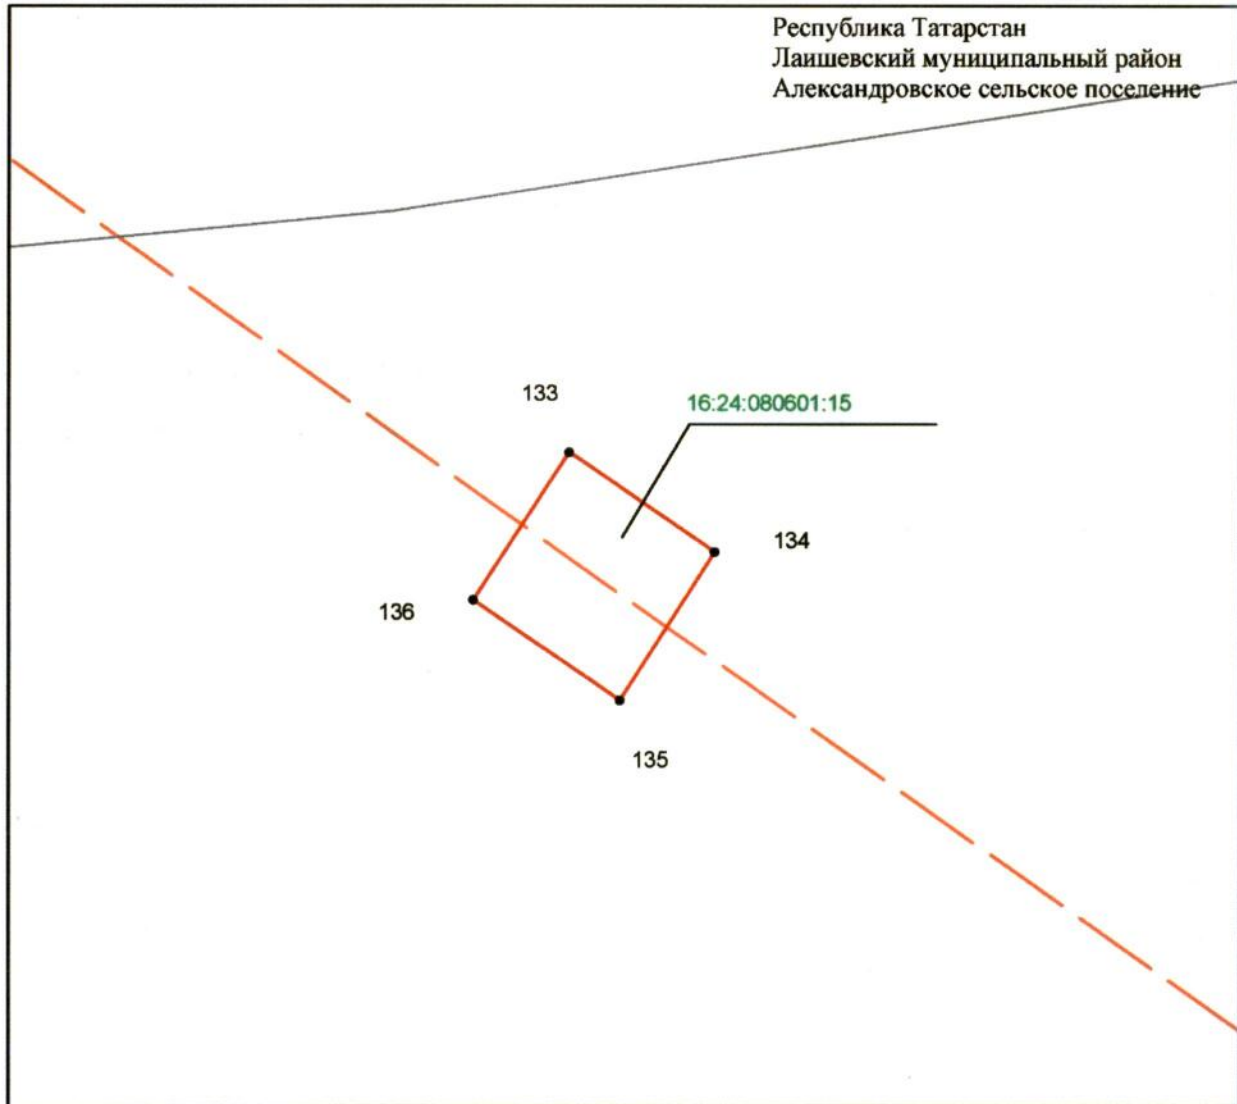 Республика Татарстан
Лаишевский муниципальный район
Александровское сельское поселение
133
16:24:080601:15
134
136
135